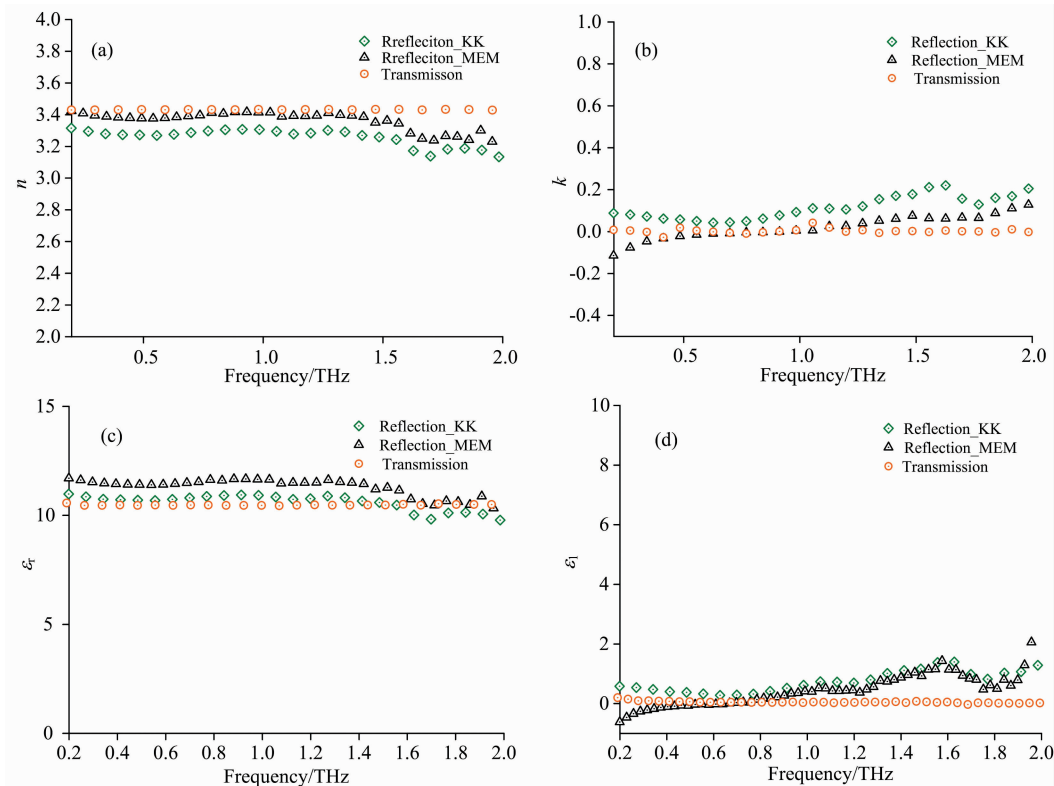 4.0
3.8
3.6
3.4
3.2
3.0
2.8
2.6
2.4
2.2
2.0
n
(a)
Rrefleciton_KK
Rrefleciton_MEM
Transmisson
0.5
1.0
1.5
2.0
Frequency/THz
1.0
0.8
0.6
0.4
0.2
0.0
-0.2
-0.4
k
(b)
Reflection_KK
Reflection_MEM
Transmission
0.5
1.0
1.5
2.0
Frequency/THz
15
10
5
0
εr
(c)
Reflection_KK
Reflection_MEM
Transmission
0.2 0.4 0.6 0.8 1.0 1.2 1.4 1.6 1.8 2.0
Frequency/THz
10
8
6
4
2
0
ε1
(d)
Reflection_KK
Reflection_MEM
Transmission
0.2 0.4 0.6 0.8 1.0 1.2 1.4 1.6 1.8 2.0
Frequency/THz